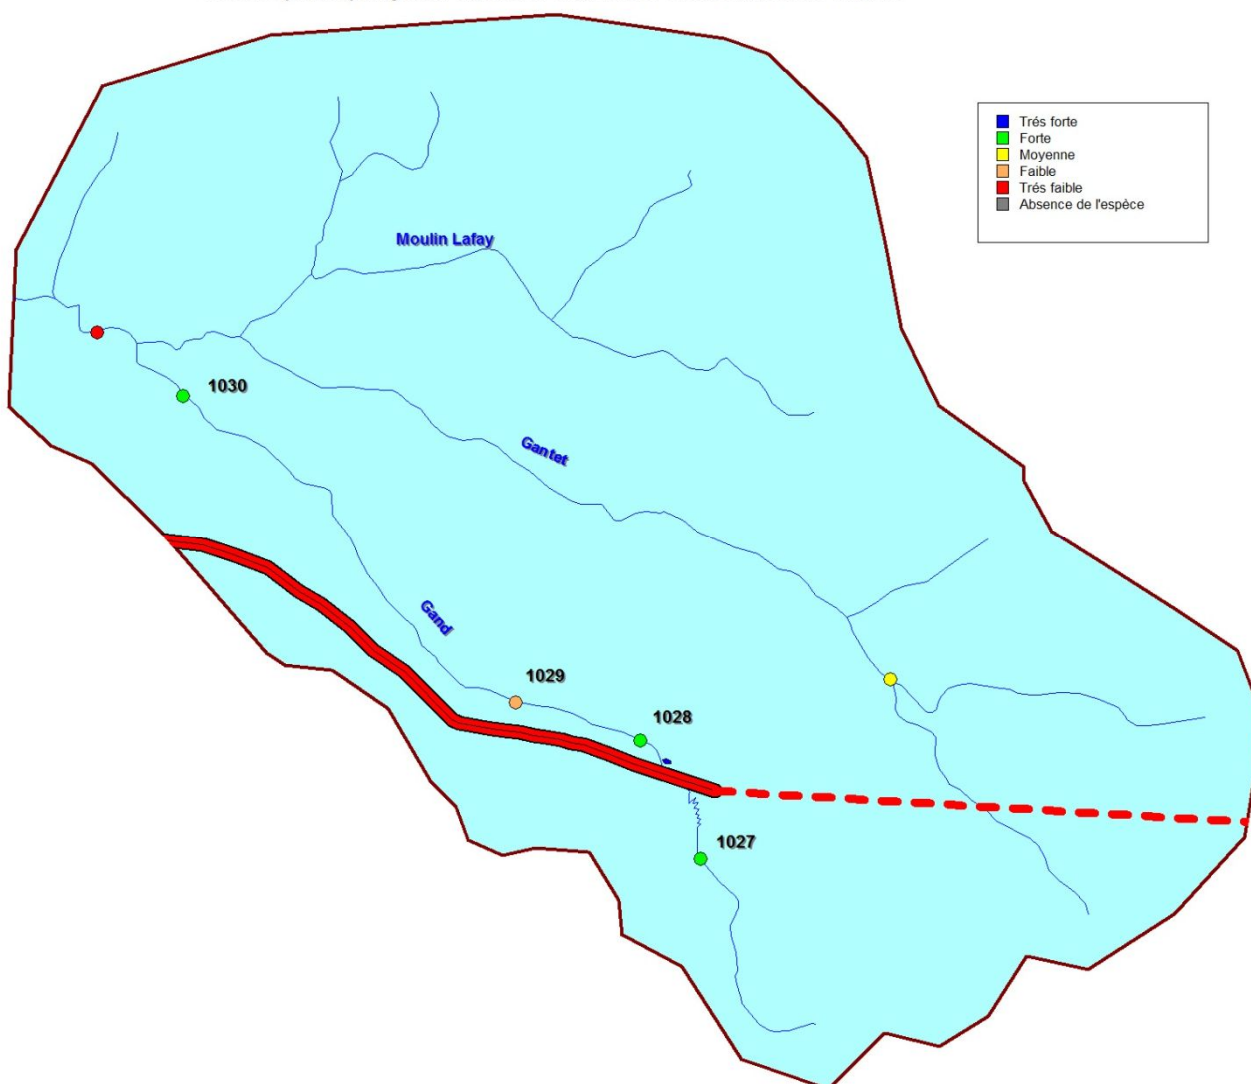 Trés forte
Forte
Moyenne
Faible
Trés faible
Absence de l'espèce
Moulin Lafay
1030
Gantet
Gand
1029
1028
1027